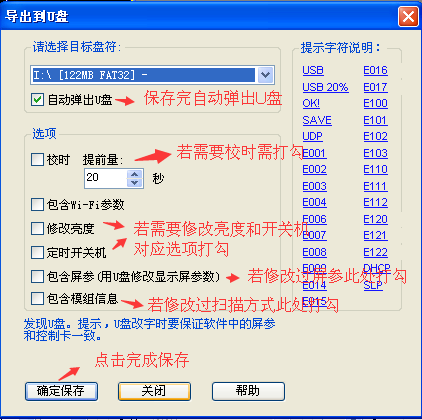 导出到U盘
请选择目标盘符:
I:\ [122MB FAT32] -
自动弹出U盘
保存完自动弹出U盘
选项
校时 提前量:
20 秒
若需要校时需打勾
包含Wi-Fi参数
修改亮度
定时开关机
若需要修改亮度和开关机
对应选项打勾
包含屏参(用U盘修改显示屏参数)
若修改过屏参此处打勾
包含模组信息
若修改过扫描方式此处打勾
提示字符说明:
USB E016
USB 20% E017
OK! E100
SAVE E101
UDP E102
E001 E103
E002 E110
E003 E111
E004 E112
E006 E120
E007 E121
E008 E122
E009 DHCP
E014 SLP
E015
发现U盘。提示,U盘改字时要保证软件中的屏参
和控制卡一致。
点击完成保存
确定保存 关闭 帮助